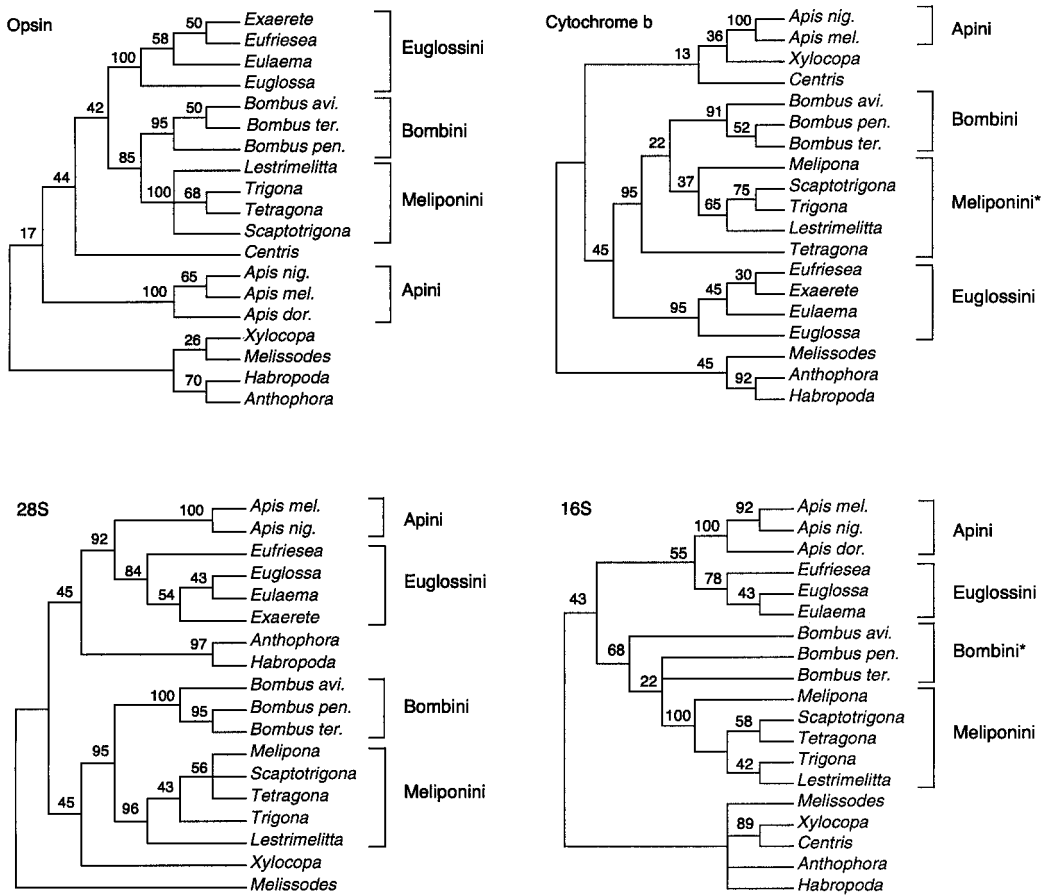 Opsin
50
Exaerete
58
Eufriesea
100
Eulaema
Euglossa
Euglossini
42
50
Bombus avi.
95
Bombus ter.
Bombus pen.
Bombini
85
44
Lestrimelitta
100
68
Trigona
Tetragona
Scaptotrigona
Meliponini
Centris
17
65
Apis nig.
100
Apis mel.
Apis dor.
Apini
26
Xylocopa
Melissodes
70
Habropoda
Anthophora
Cytochrome b
100
Apis nig.
36
Apis mel.
13
Xylocopa
Centris
Apini
91
Bombus avi.
52
Bombus pen.
Bombus ter.
Bombini
22
Melipona
37
75
Scaptotrigona
65
Trigona
Lestrimelitta
95
Tetragona
Meliponini*
45
30
Eufriesea
45
Exaerete
95
Eulaema
Euglossa
Euglossini
45
Melissodes
92
Anthophora
Habropoda
28S
100
Apis mel.
Apis nig.
Apini
92
Eufriesea
84
43
Euglossa
54
Eulaema
Exaerete
Euglossini
45
97
Anthophora
Habropoda
100
Bombus avi.
95
Bombus pen.
Bombus ter.
Bombini
95
Melipona
56
Scaptotrigona
43
Tetragona
96
Trigona
Lestrimelitta
Meliponini
45
Xylocopa
Melissodes
16S
92
Apis mel.
100
Apis nig.
55
Apis dor.
Apini
78
Eufriesea
43
Euglossa
Eulaema
Euglossini
43
68
Bombus avi.
22
Bombus pen.
Bombus ter.
Bombini*
100
Melipona
58
Scaptotrigona
Tetragona
42
Trigona
Lestrimelitta
Meliponini
Melissodes
89
Xylocopa
Centris
Anthophora
Habropoda